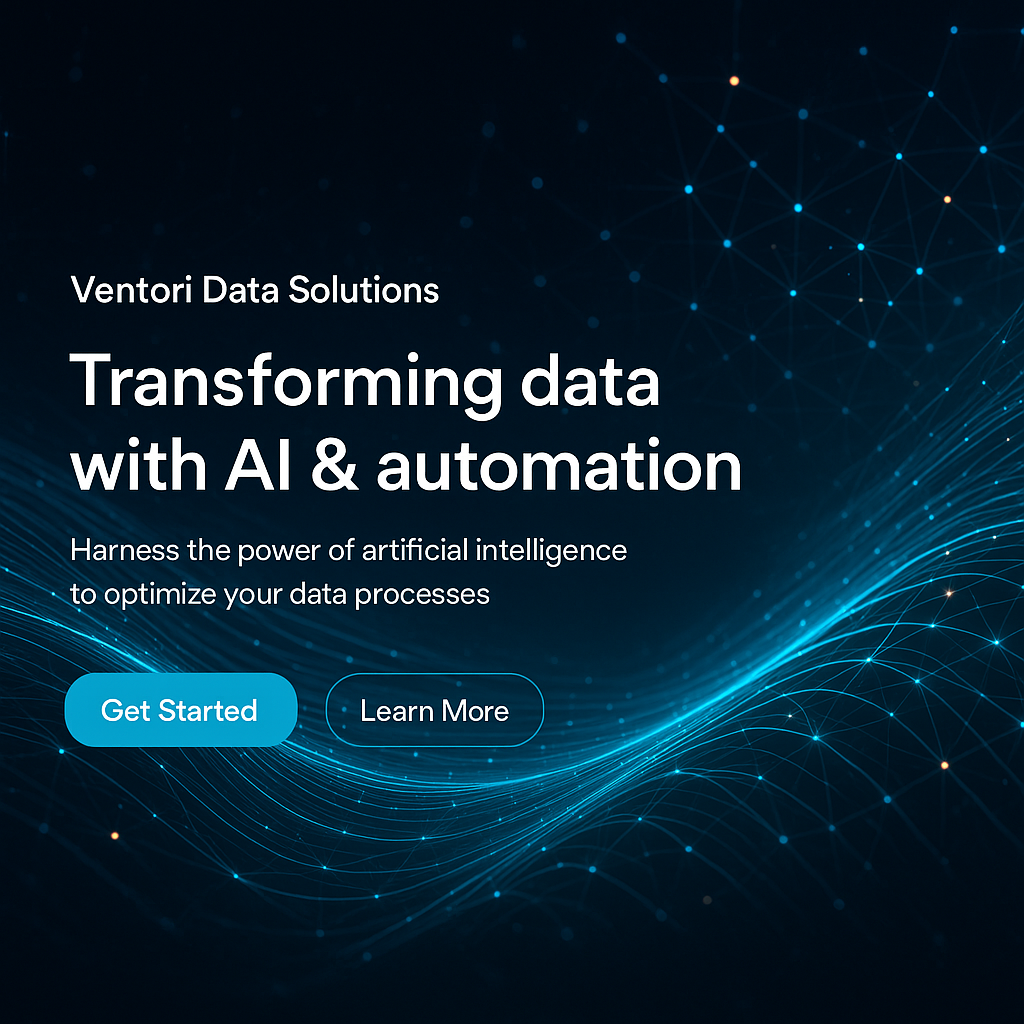 Ventori Data Solutions
Transforming data
with AI & automation
Harness the power of artificial intelligence
to optimize your data processes
Get Started
Learn More